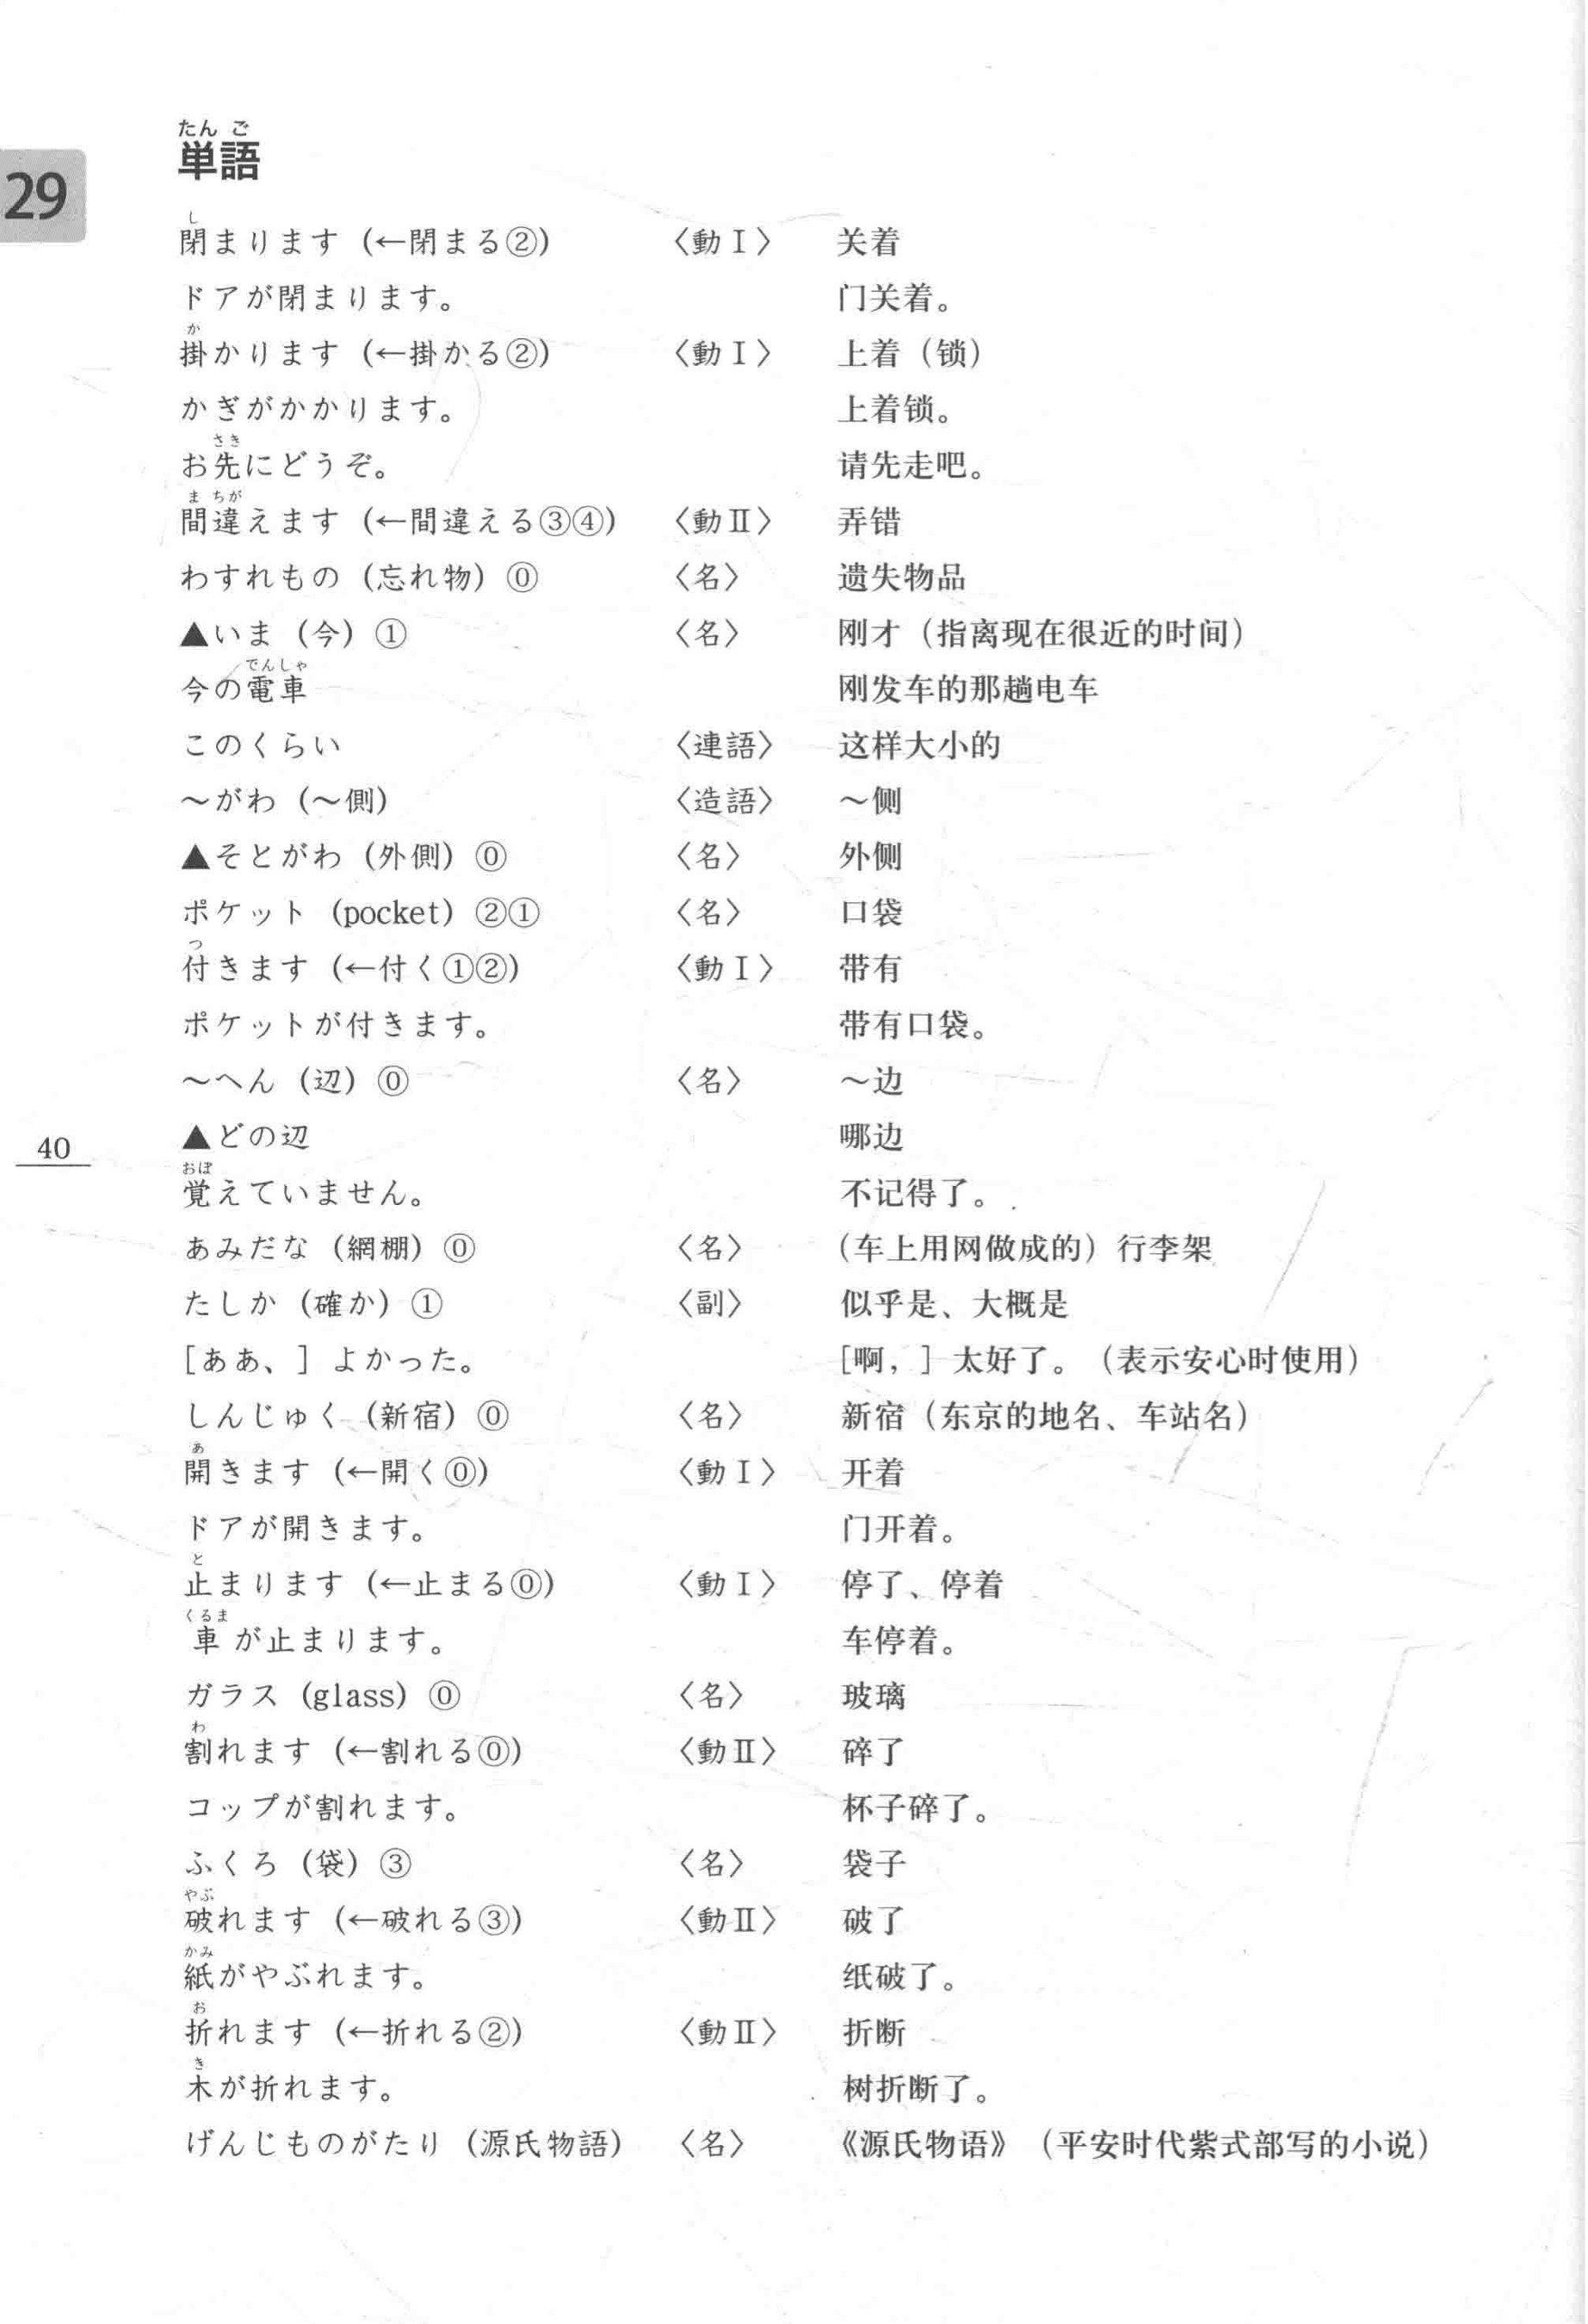 たん ご
単語
29
し
閉まります（←閉まる②） 〈動Ⅰ〉 关着
ドアが閉まります。 门关着。
か
掛かります（←掛かる②） 〈動Ⅰ〉 上着（锁）
かぎがかかります。 上着锁。
さき
お先にどうぞ。 请先走吧。
ま ちが
間違えます（←間違える③④） 〈動Ⅱ〉 弄错
わすれもの（忘れ物）⓪ 〈名〉 遗失物品
▲いま（今）① 〈名〉 刚才（指离现在很近的时间）
でんしゃ
今の電車 刚发车的那趟电车
このくらい 〈連語〉 这样大小的
～がわ（～側） 〈造語〉 ～侧
▲そとがわ（外側）⓪ 〈名〉 外侧
ポケット（pocket）②① 〈名〉 口袋
つ
付きます（←付く①②） 〈動Ⅰ〉 带有
ポケットが付きます。 带有口袋。
～へん（辺）⓪ 〈名〉 ～边
▲どの辺 哪边
40
おぼ
覚えていません。 不记得了。
あみだな（網棚）⓪ 〈名〉 （车上用网做成的）行李架
たしか（確か）① 〈副〉 似乎是、大概是
［ああ、］よかった。 ［啊，］太好了。（表示安心时使用）
しんじゅく（新宿）⓪ 〈名〉 新宿（东京的地名、车站名）
あ
開きます（←開く⓪） 〈動Ⅰ〉 开着
ドアが開きます。 门开着。
と
止まります（←止まる⓪） 〈動Ⅰ〉 停了、停着
くるま
車が止まります。 车停着。
ガラス（glass）⓪ 〈名〉 玻璃
わ
割れます（←割れる⓪） 〈動Ⅱ〉 碎了
コップが割れます。 杯子碎了。
ふくろ（袋）③ 〈名〉 袋子
やぶ
破れます（←破れる③） 〈動Ⅱ〉 破了
かみ
紙がやぶれます。 纸破了。
お
折れます（←折れる②） 〈動Ⅱ〉 折断
き
木が折れます。 树折断了。
げんじものがたり（源氏物語） 〈名〉 《源氏物语》（平安时代紫式部写的小说）